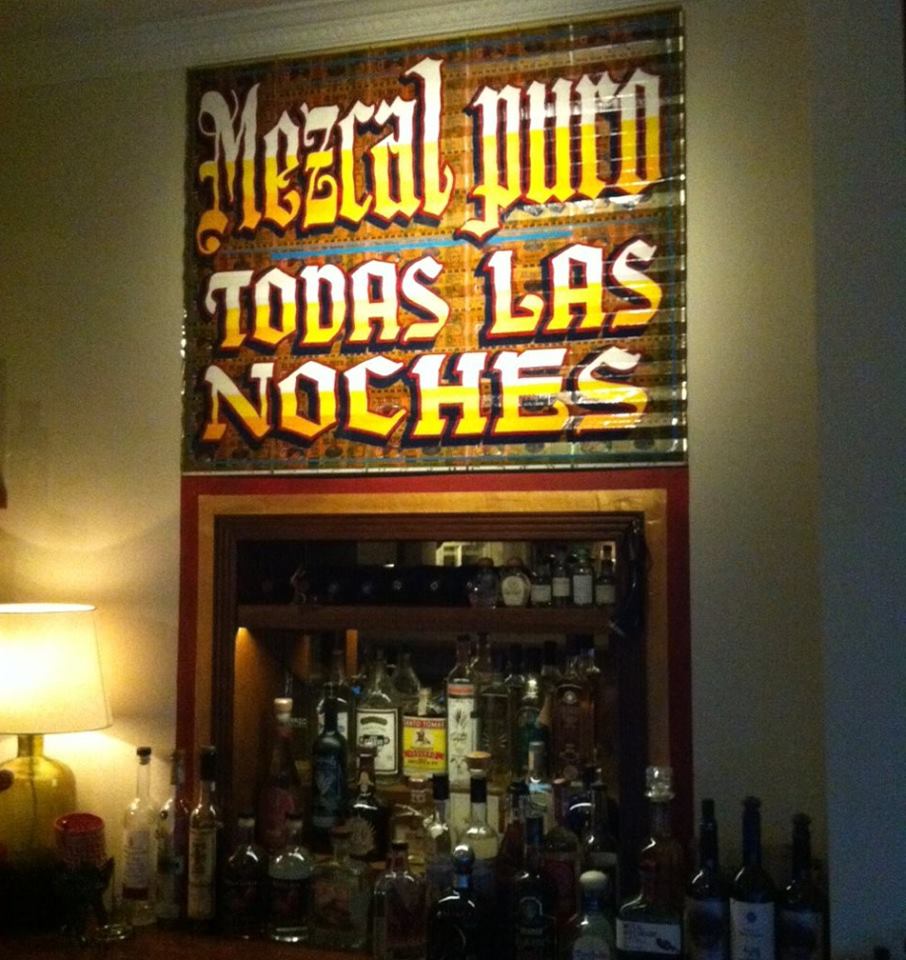 Mezcal puro
TODAS LAS
NOCHES